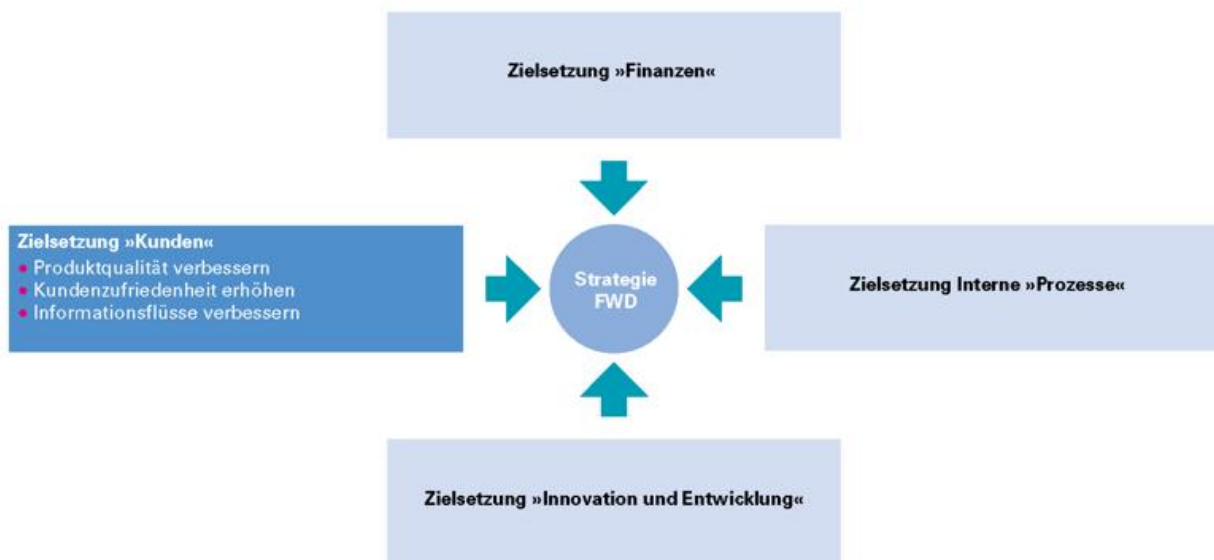 Zielsetzung »Finanzen«
Zielsetzung »Kunden«
• Produktqualität verbessern
• Kundenzufriedenheit erhöhen
• Informationsflüsse verbessern
Strategie
FWD
Zielsetzung Interne »Prozesse«
Zielsetzung »Innovation und Entwicklung«